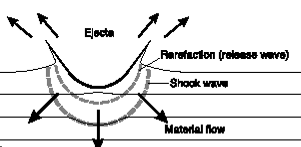 Ejecta
Rarefaction (release wave)
Shock wave
Material flow